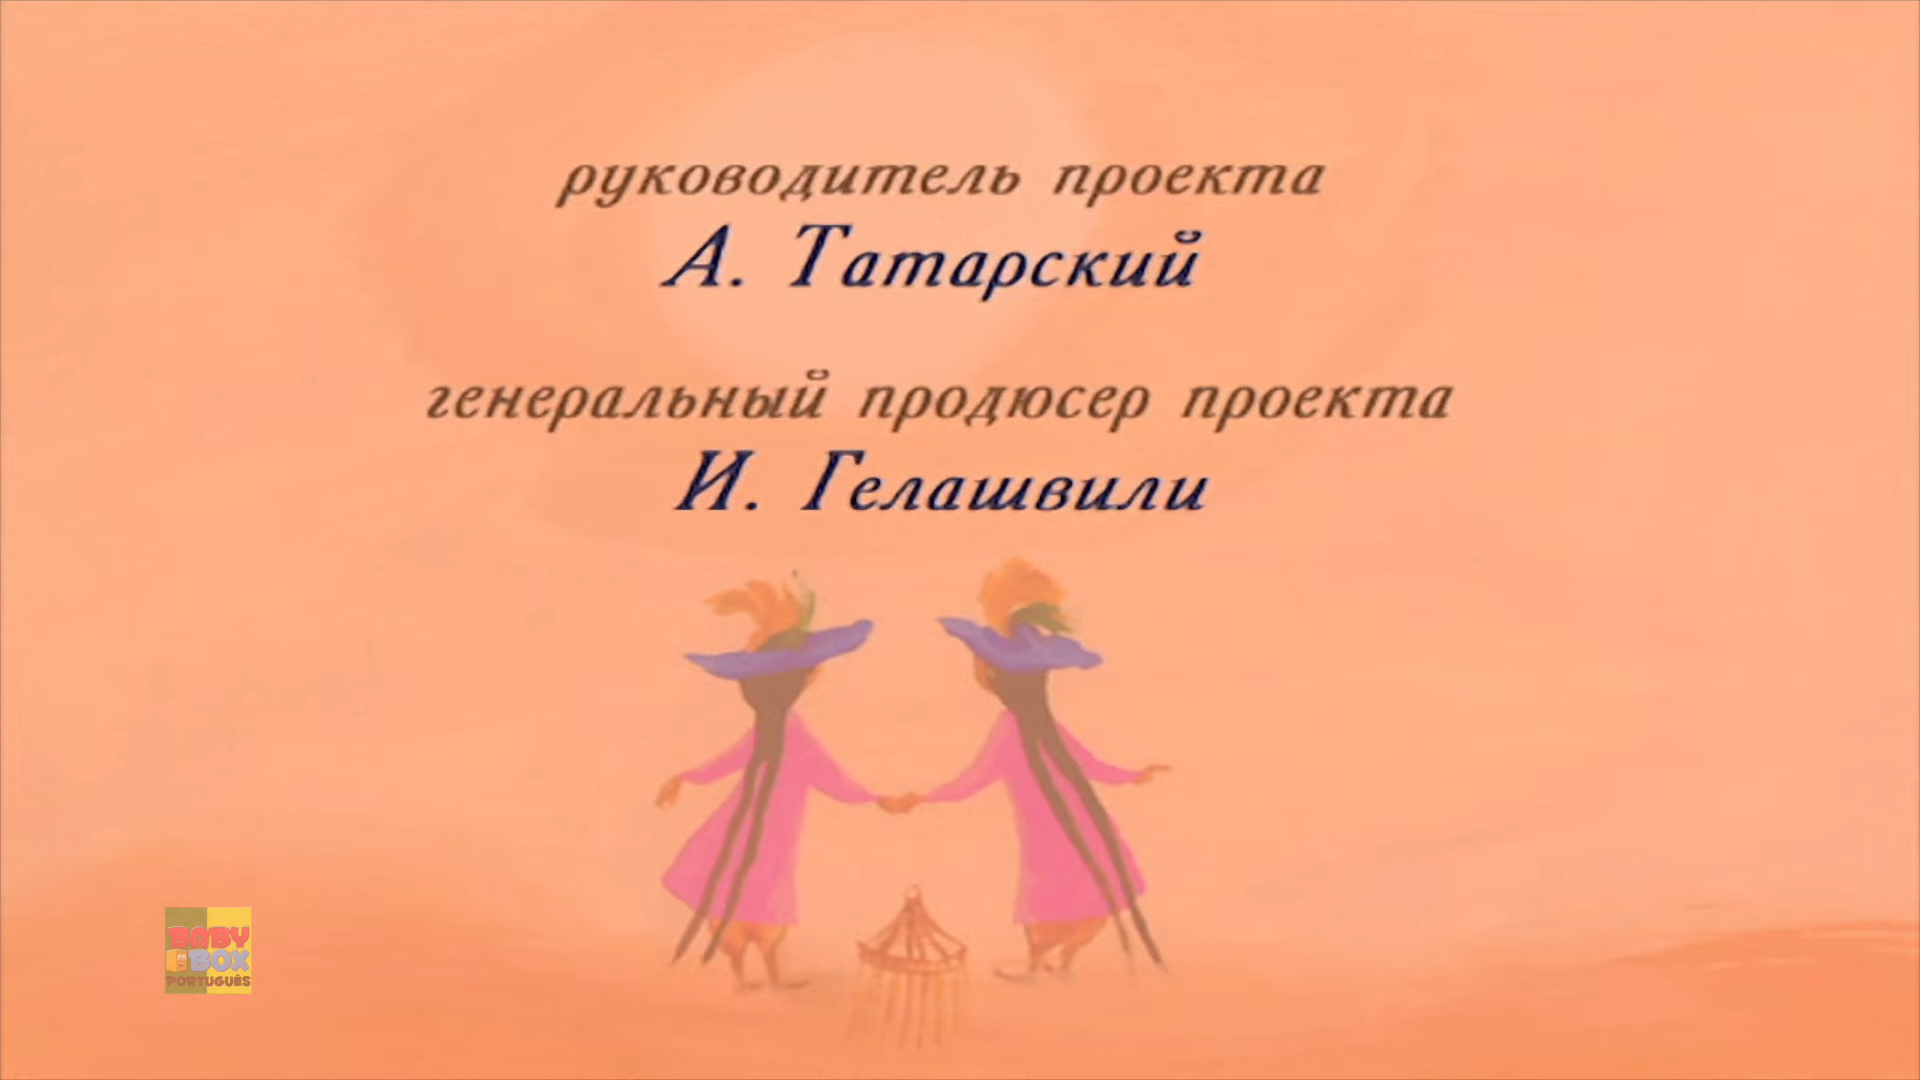 руководитель проекта
А. Татарский
генеральный продюсер проекта
И. Гелашвили
BABY
BOX
PORTUGUÊS